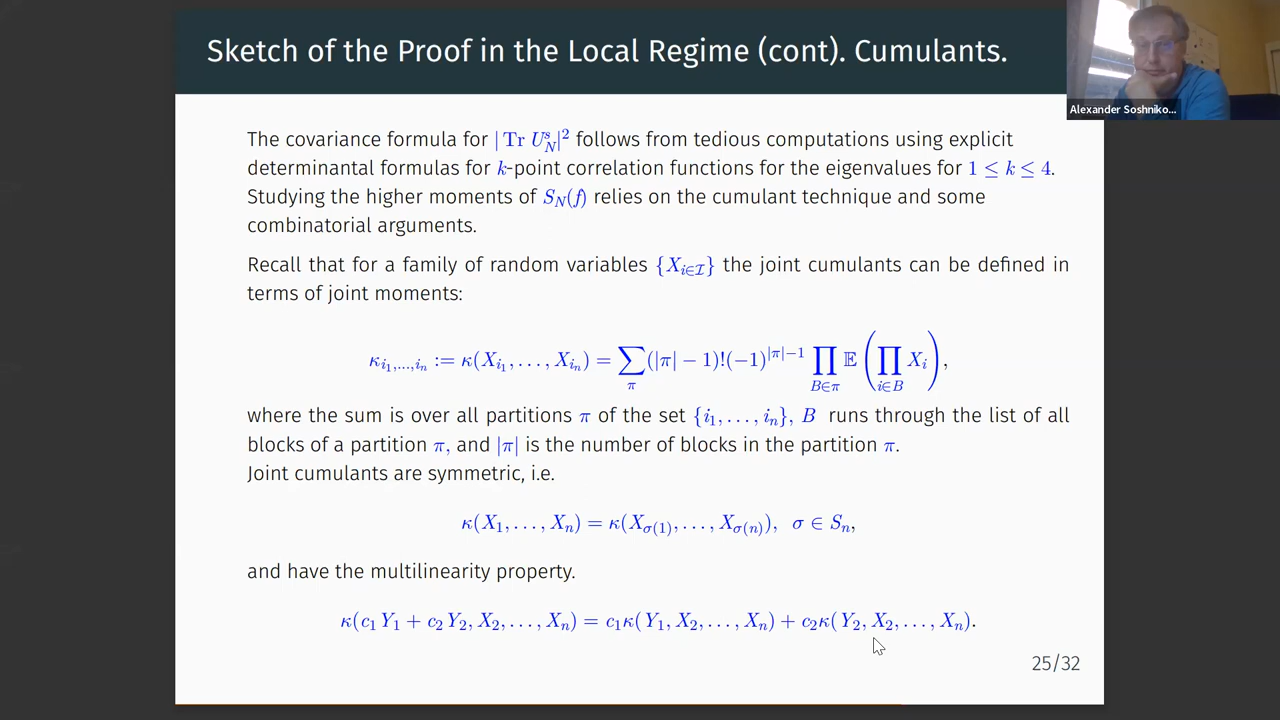 Sketch of the Proof in the Local Regime (cont). Cumulants.
Alexander Soshniko...
The covariance formula for | Tr U_N^s|^2 follows from tedious computations using explicit
determinantal formulas for k-point correlation functions for the eigenvalues for 1 ≤ k ≤ 4.
Studying the higher moments of S_N(f) relies on the cumulant technique and some
combinatorial arguments.
Recall that for a family of random variables {X_{i∈ℐ}} the joint cumulants can be defined in
terms of joint moments:
κ_{i_1,...,i_n} := κ(X_{i_1}, . . . , X_{i_n}) = ∑_π (|π| − 1)!(−1)^{|π|−1} ∏_{B∈π} 𝔼 (∏_{i∈B} X_i),
where the sum is over all partitions π of the set {i_1, . . . , i_n}, B runs through the list of all
blocks of a partition π, and |π| is the number of blocks in the partition π.
Joint cumulants are symmetric, i.e.
κ(X_1, . . . , X_n) = κ(X_{σ(1)}, . . . , X_{σ(n)}), σ ∈ S_n,
and have the multilinearity property.
κ(c_1 Y_1 + c_2 Y_2, X_2, . . . , X_n) = c_1κ(Y_1, X_2, . . . , X_n) + c_2κ(Y_2, X_2, . . . , X_n).
25/32